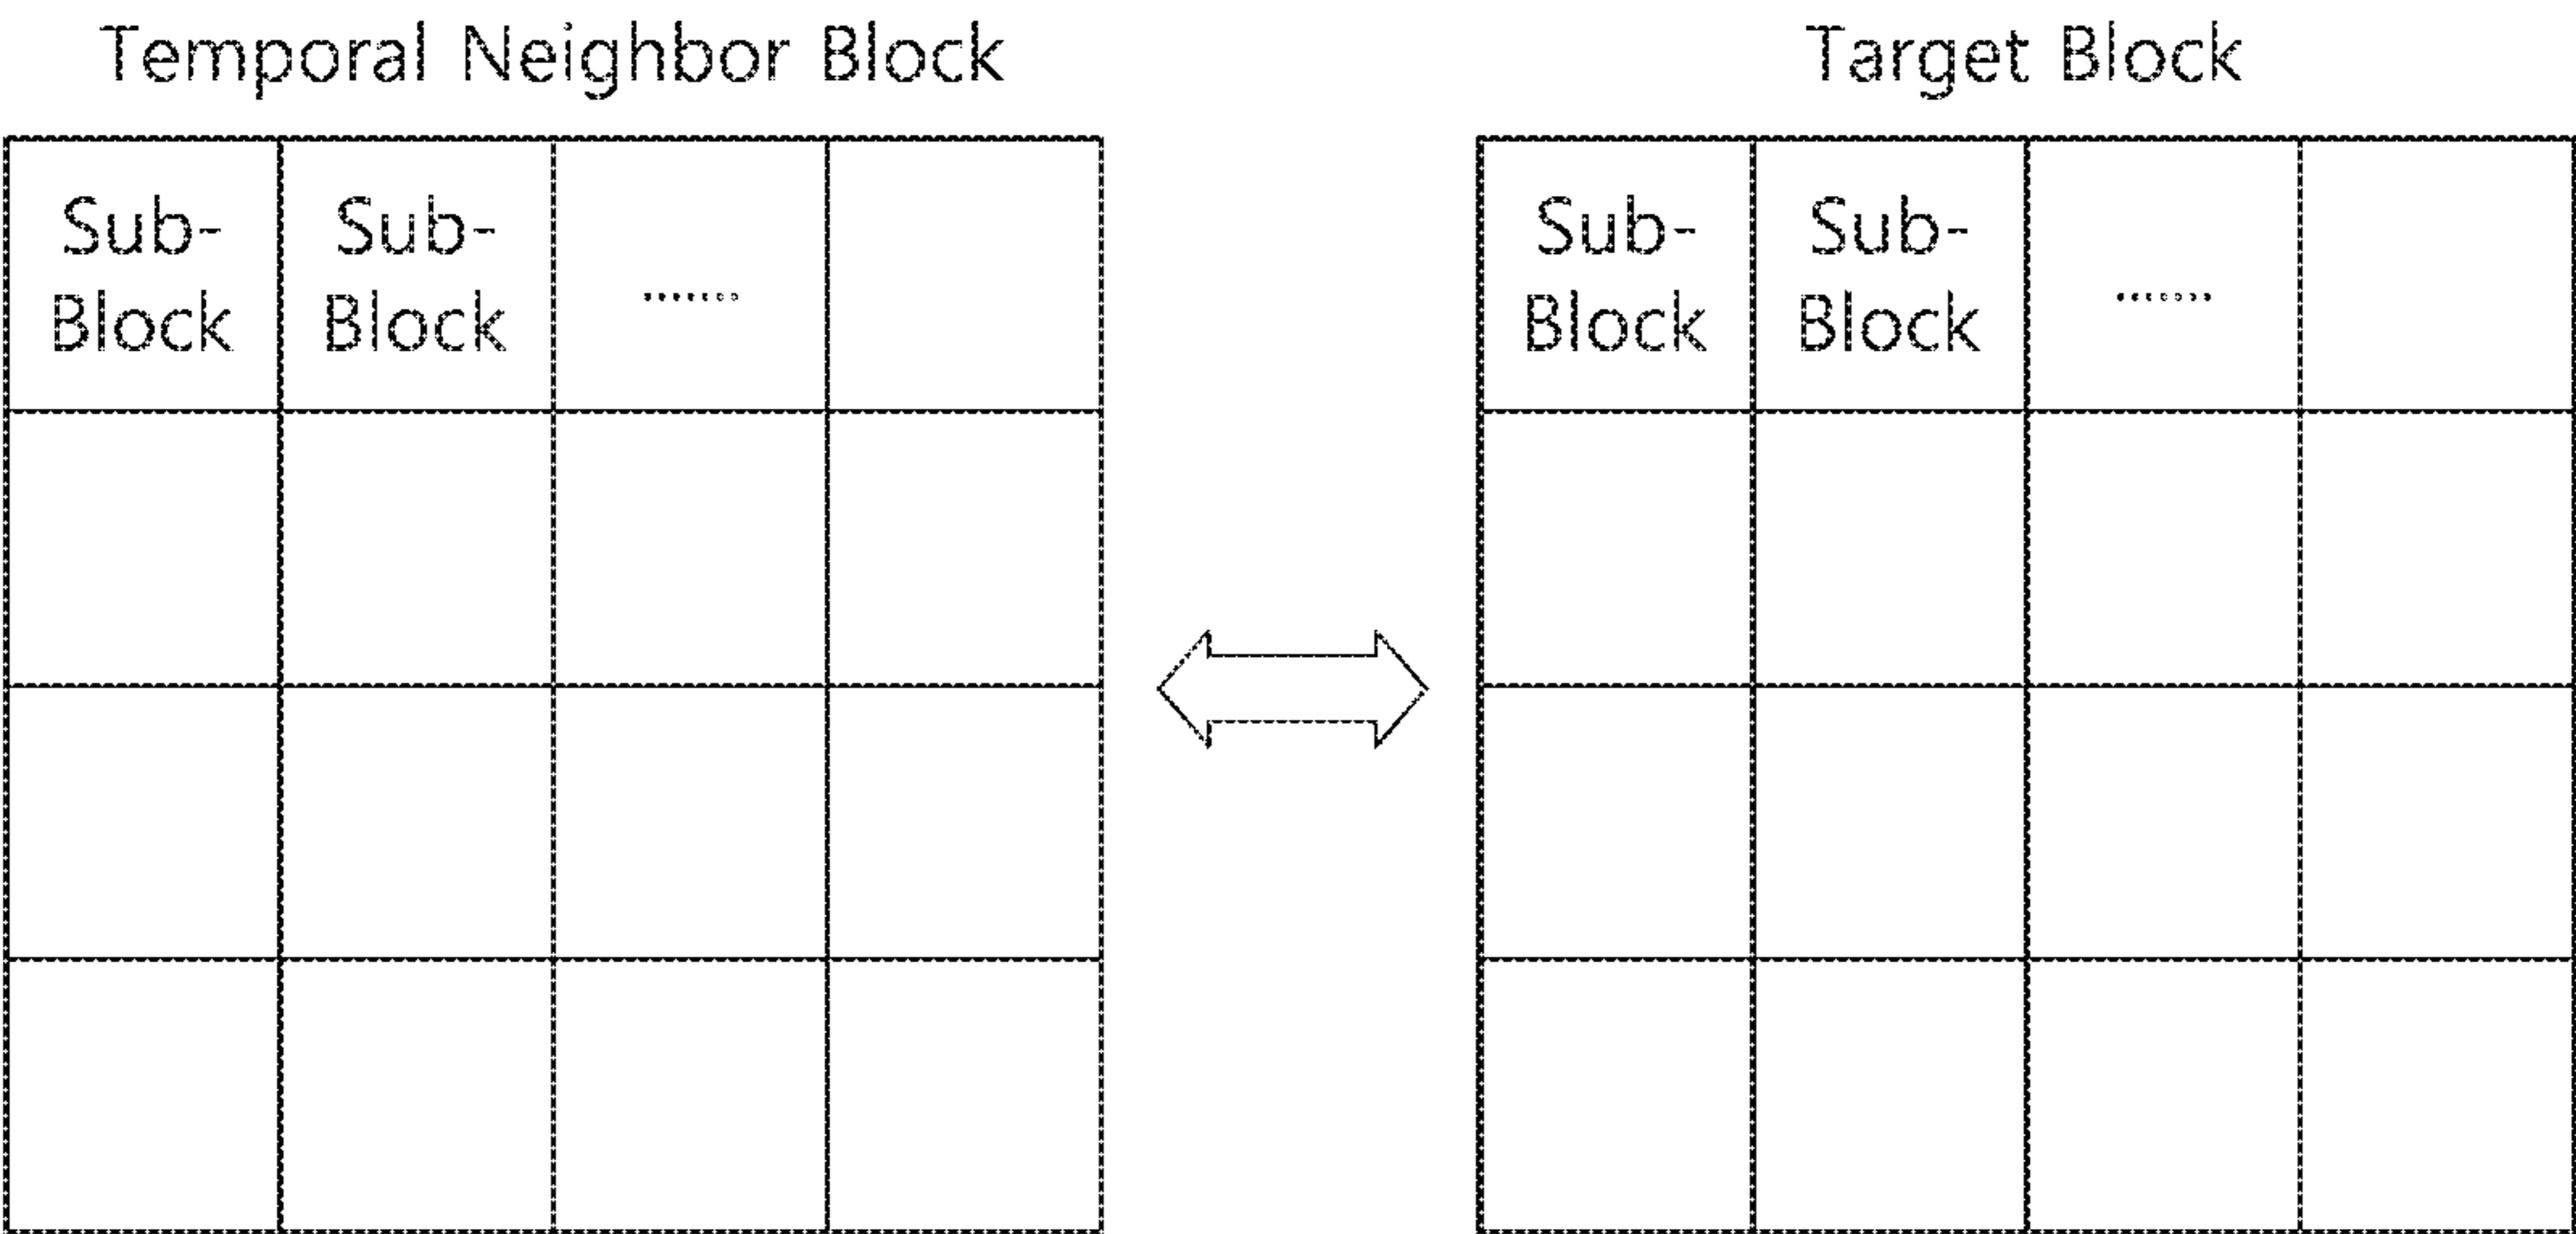 Temporal Neighbor Block
Target Block
Sub-
Block
Sub-
Block
.......
Sub-
Block
Sub-
Block
.......